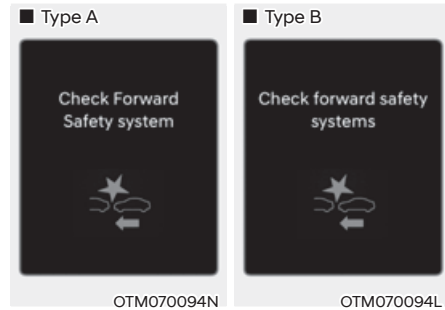 ■ Type A
Check Forward
Safety system
OTM070094N
■ Type B
Check forward safety
systems
OTM070094L